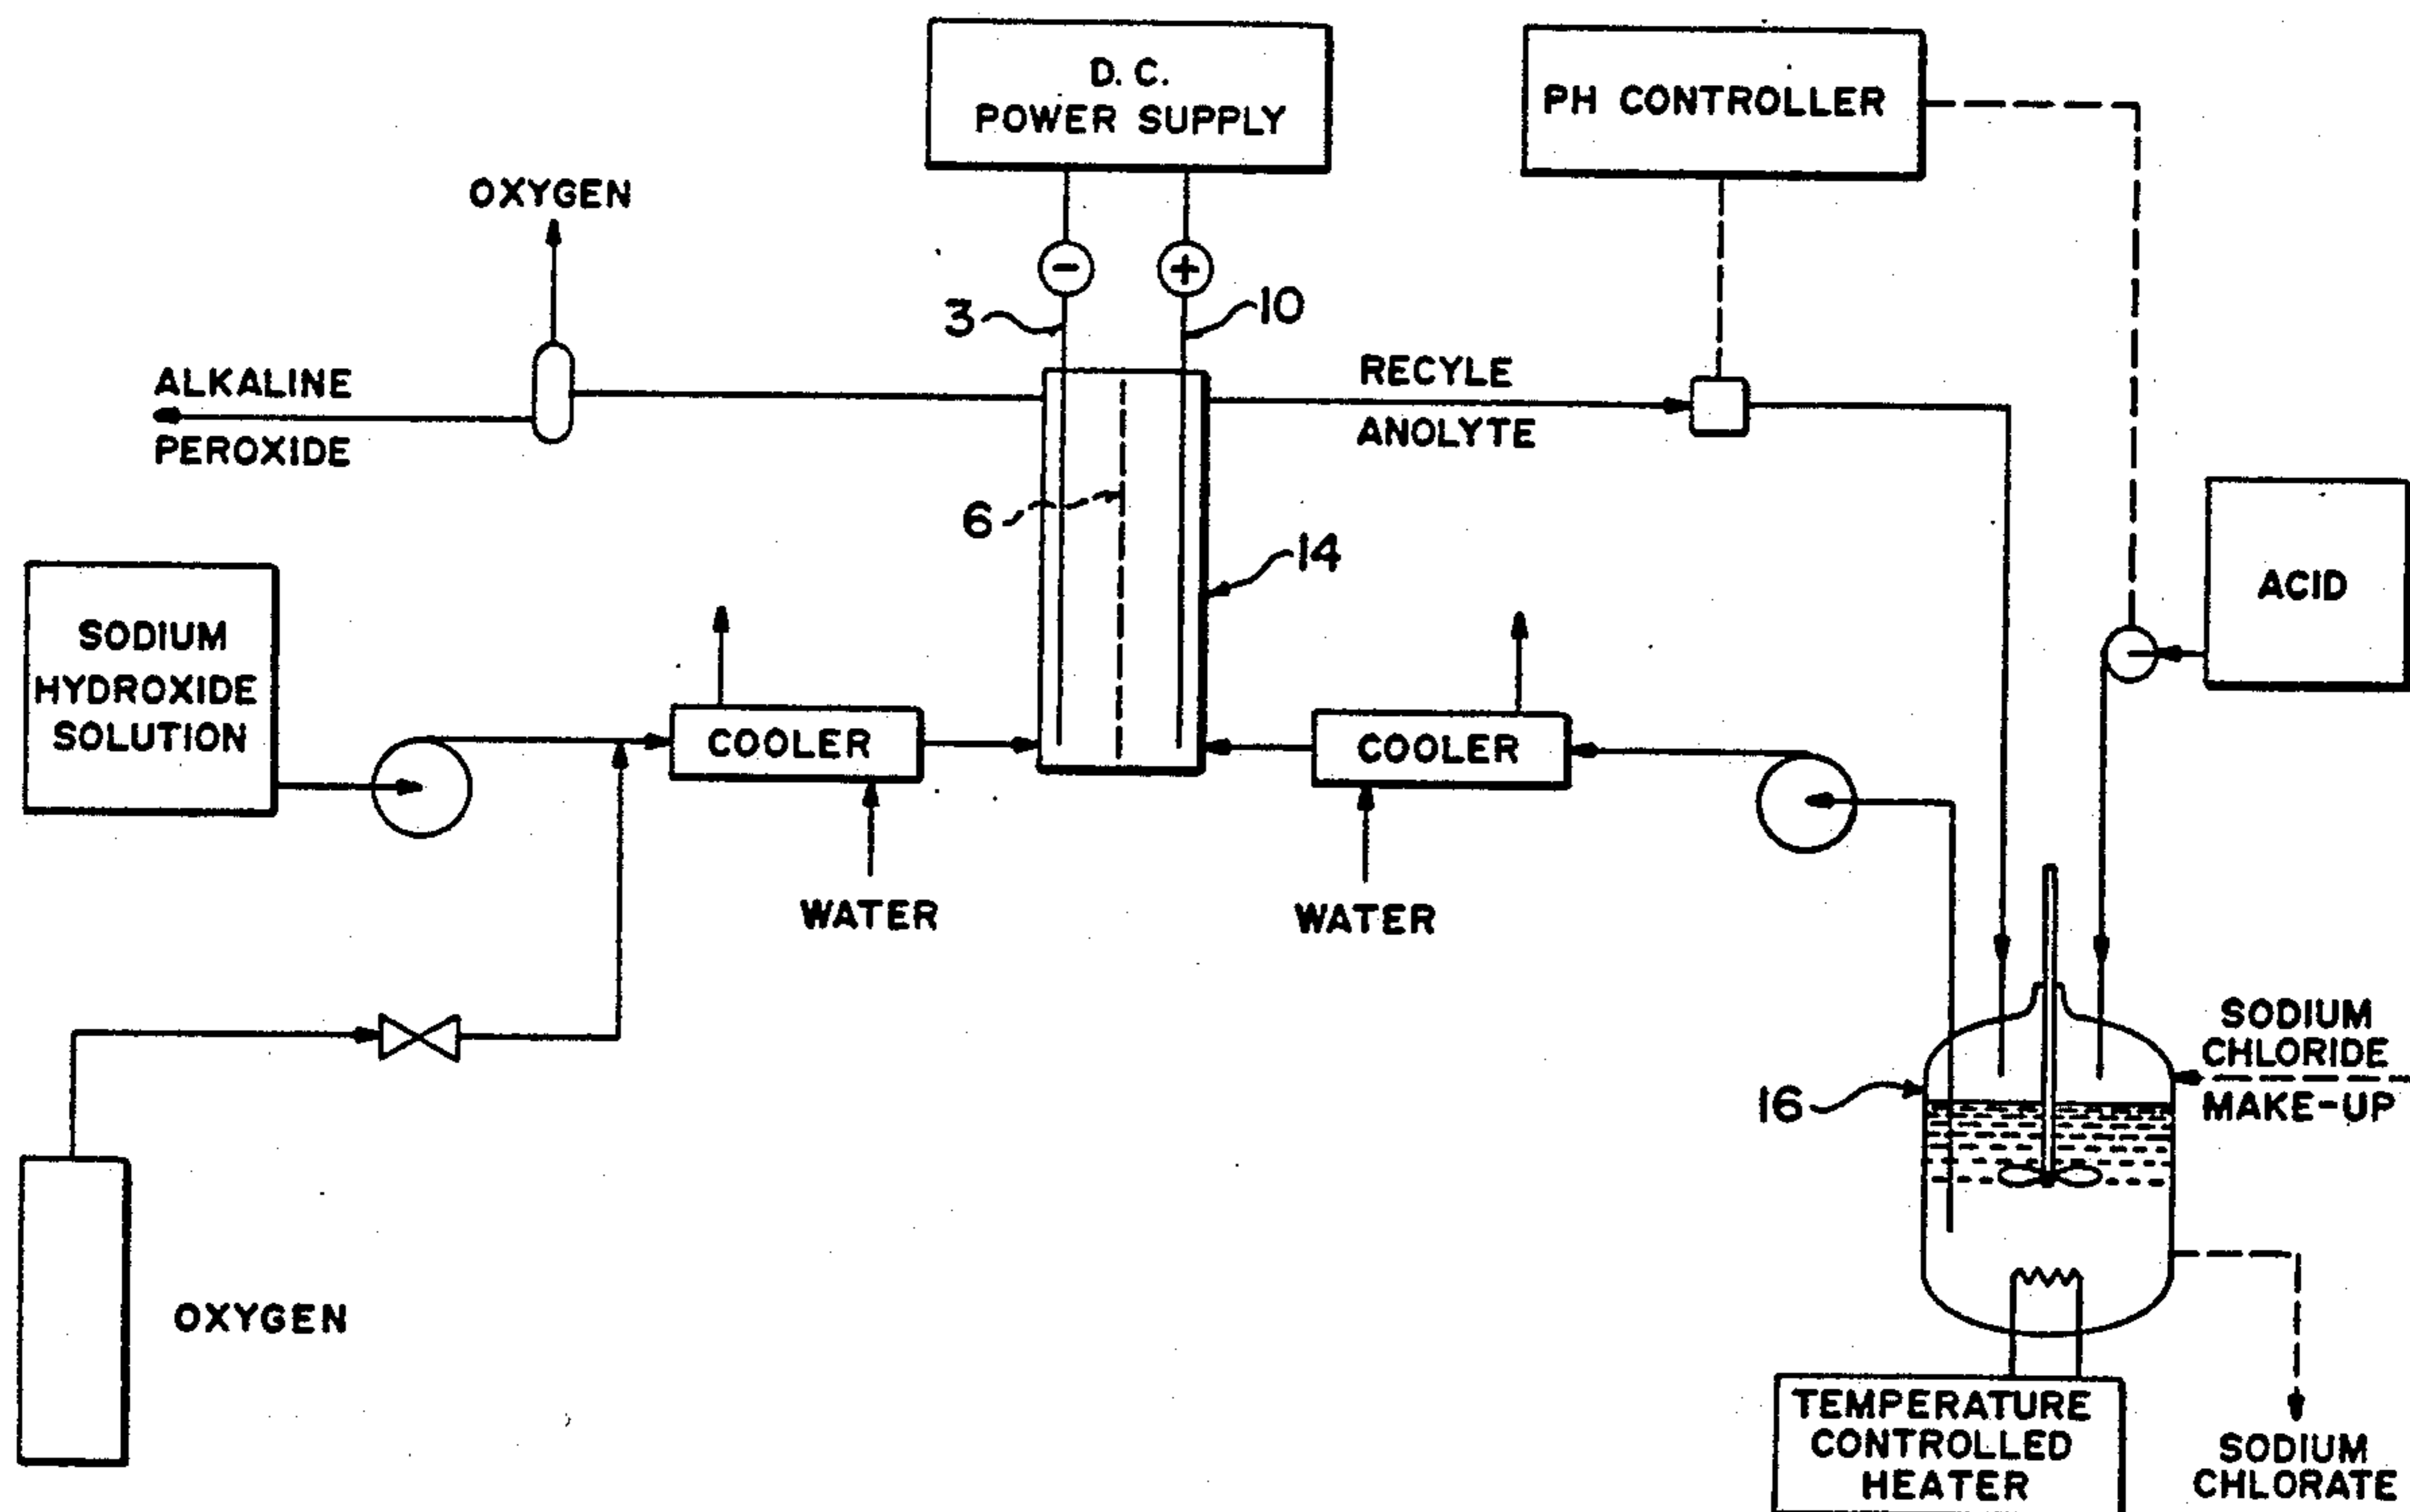 D. C.
POWER SUPPLY
PH CONTROLLER
OXYGEN
-
+
3
10
ALKALINE
PEROXIDE
RECYLE
ANOLYTE
6
14
SODIUM
HYDROXIDE
SOLUTION
ACID
COOLER
COOLER
WATER
WATER
SODIUM
CHLORIDE
MAKE-UP
16
OXYGEN
TEMPERATURE
CONTROLLED
HEATER
SODIUM
CHLORATE